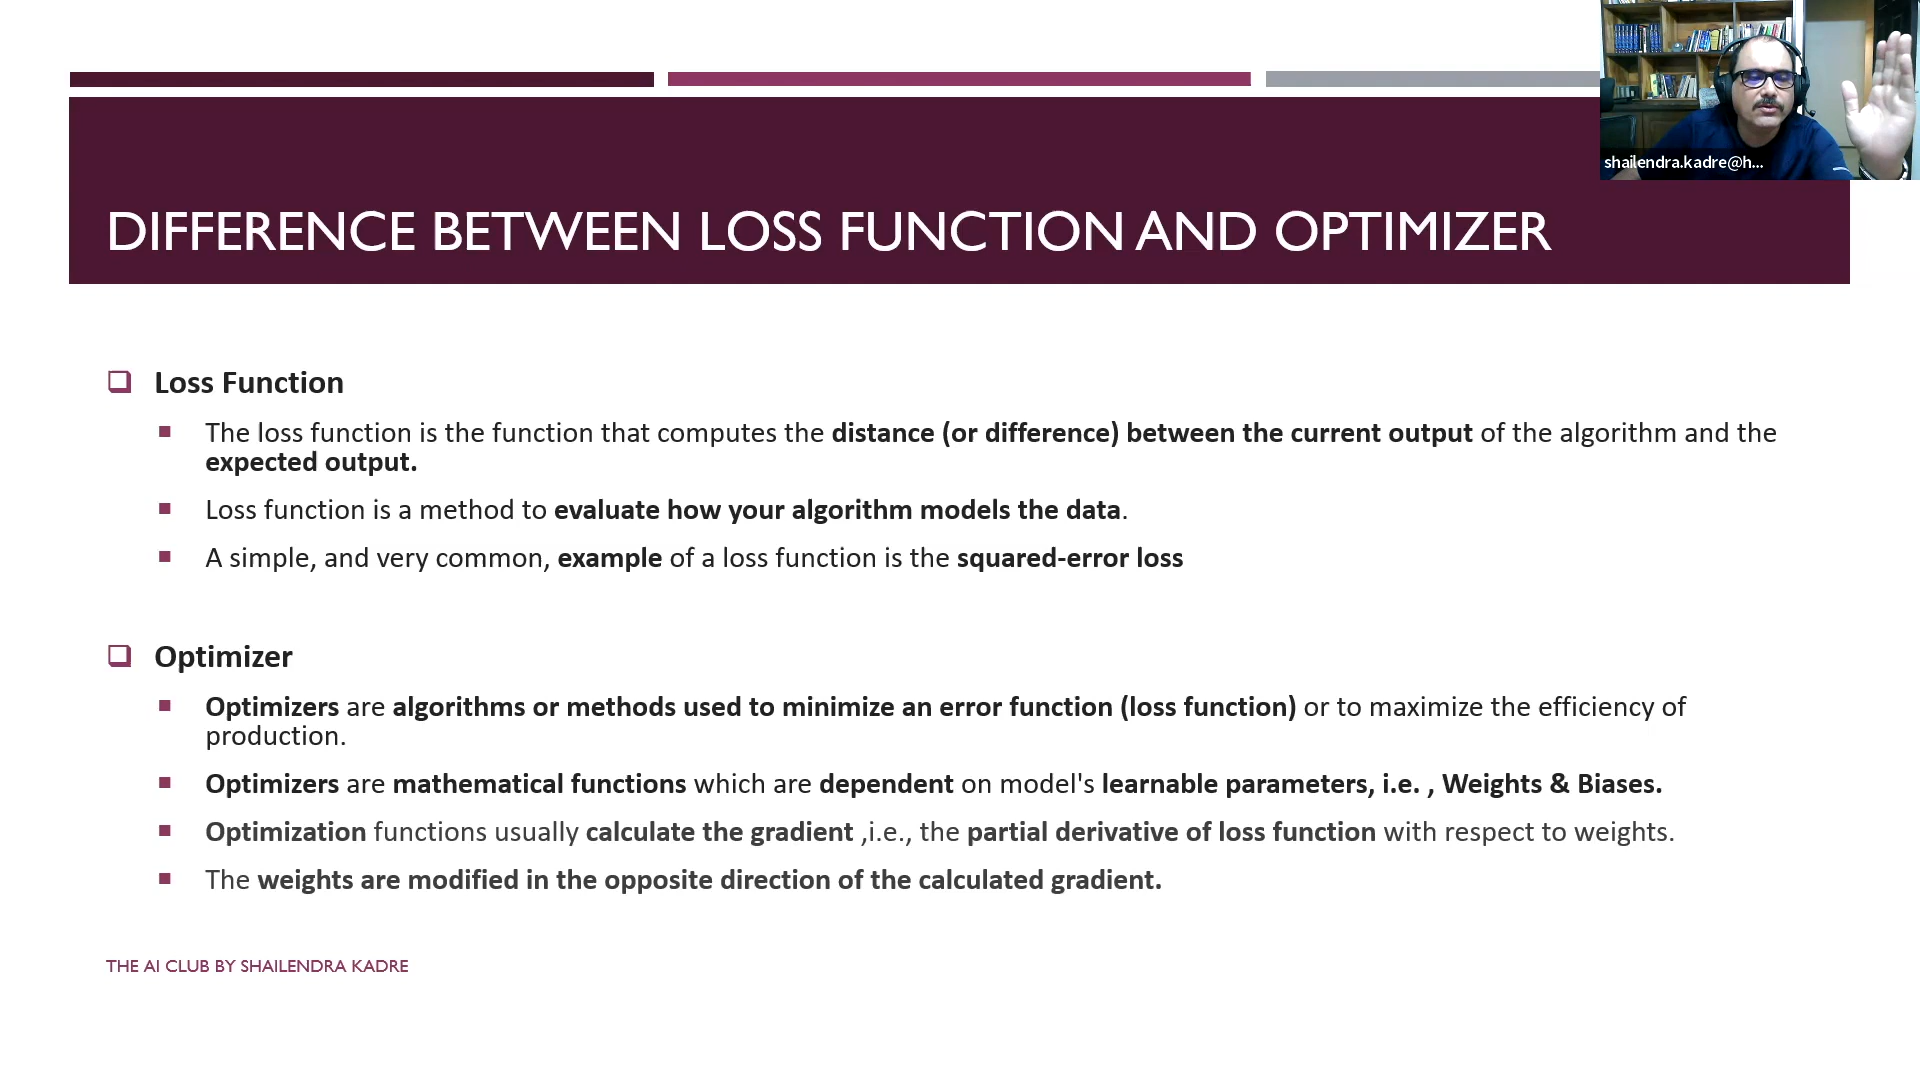 shailendra.kadre@h...
DIFFERENCE BETWEEN LOSS FUNCTION AND OPTIMIZER
Loss Function
The loss function is the function that computes the distance (or difference) between the current output of the algorithm and the
expected output.
Loss function is a method to evaluate how your algorithm models the data.
A simple, and very common, example of a loss function is the squared-error loss
Optimizer
Optimizers are algorithms or methods used to minimize an error function (loss function) or to maximize the efficiency of
production.
Optimizers are mathematical functions which are dependent on model's learnable parameters, i.e. , Weights & Biases.
Optimization functions usually calculate the gradient ,i.e., the partial derivative of loss function with respect to weights.
The weights are modified in the opposite direction of the calculated gradient.
THE AI CLUB BY SHAILENDRA KADRE